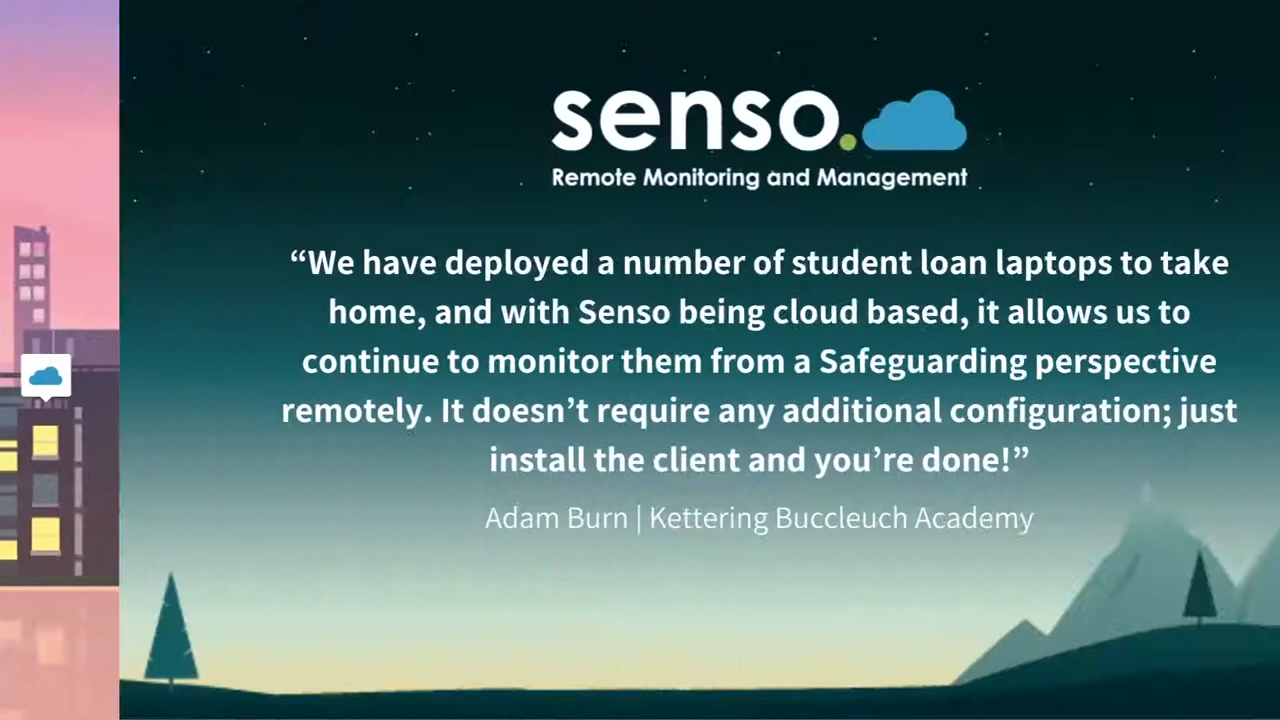 senso.
Remote Monitoring and Management
“We have deployed a number of student loan laptops to take
home, and with Senso being cloud based, it allows us to
continue to monitor them from a Safeguarding perspective
remotely. It doesn’t require any additional configuration; just
install the client and you’re done!”
Adam Burn | Kettering Buccleuch Academy